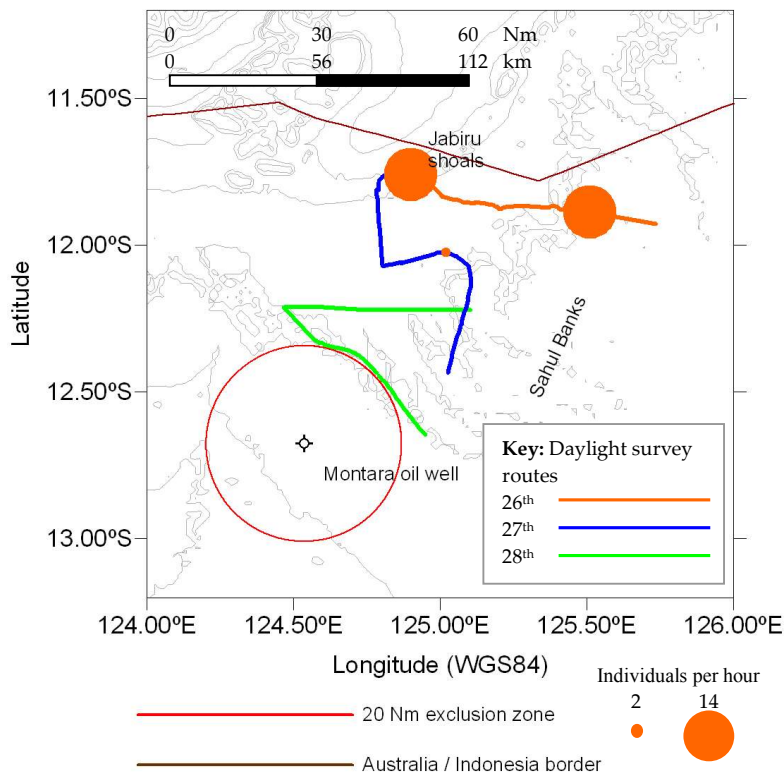 0 30 60 Nm
0 56 112 km
11.50ºS
Jabiru
shoals
12.00ºS
Latitude
Sahul Banks
12.50ºS
Key: Daylight survey
routes
Montara oil well
26th
27th
28th
13.00ºS
124.00ºE 124.50ºE 125.00ºE 125.50ºE 126.00ºE
Longitude (WGS84)
Individuals per hour
2 14
20 Nm exclusion zone
Australia / Indonesia border